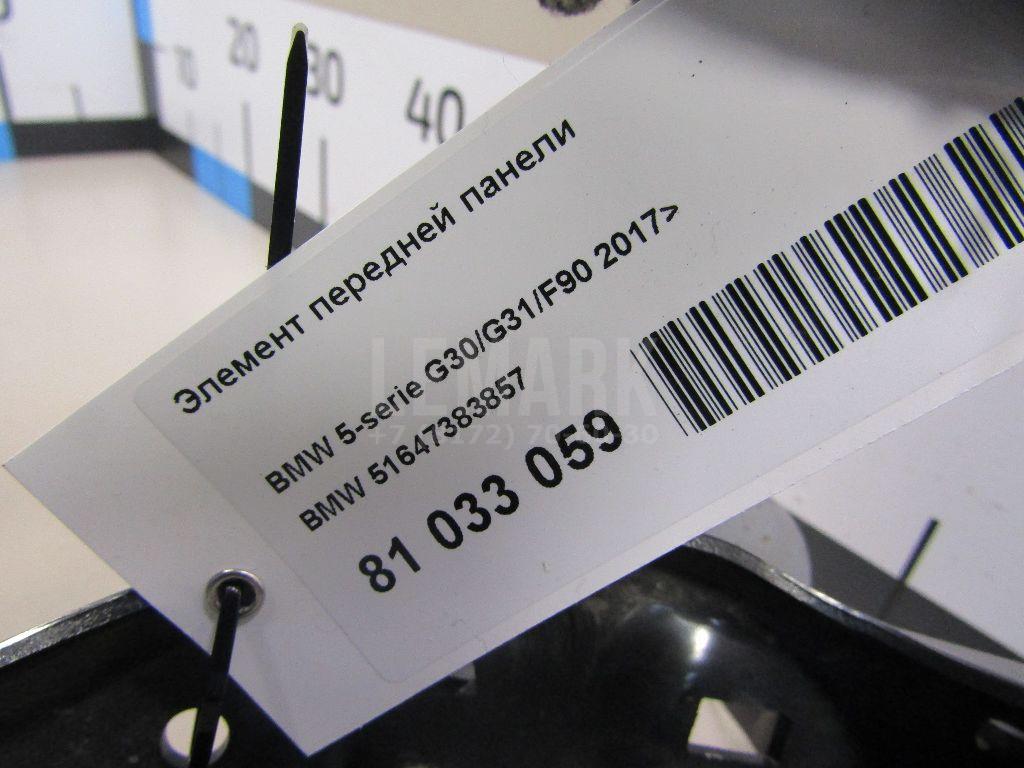 10 20 30 40
Элемент передней панели
BMW 5-serie G30/G31/F90 2017>
BMW 51647383857
81 033 059
LEMARK